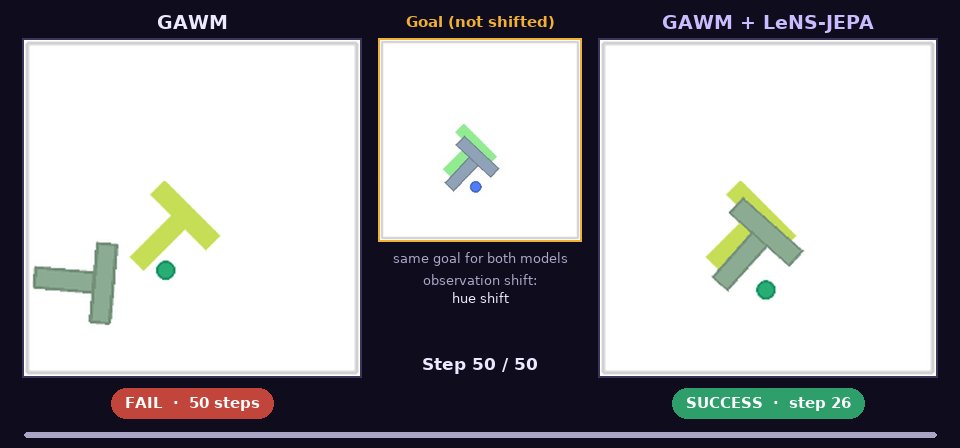 GAWM
Goal (not shifted)
GAWM + LeNS-JEPA
same goal for both models
observation shift:
hue shift
Step 50 / 50
FAIL · 50 steps
SUCCESS · step 26